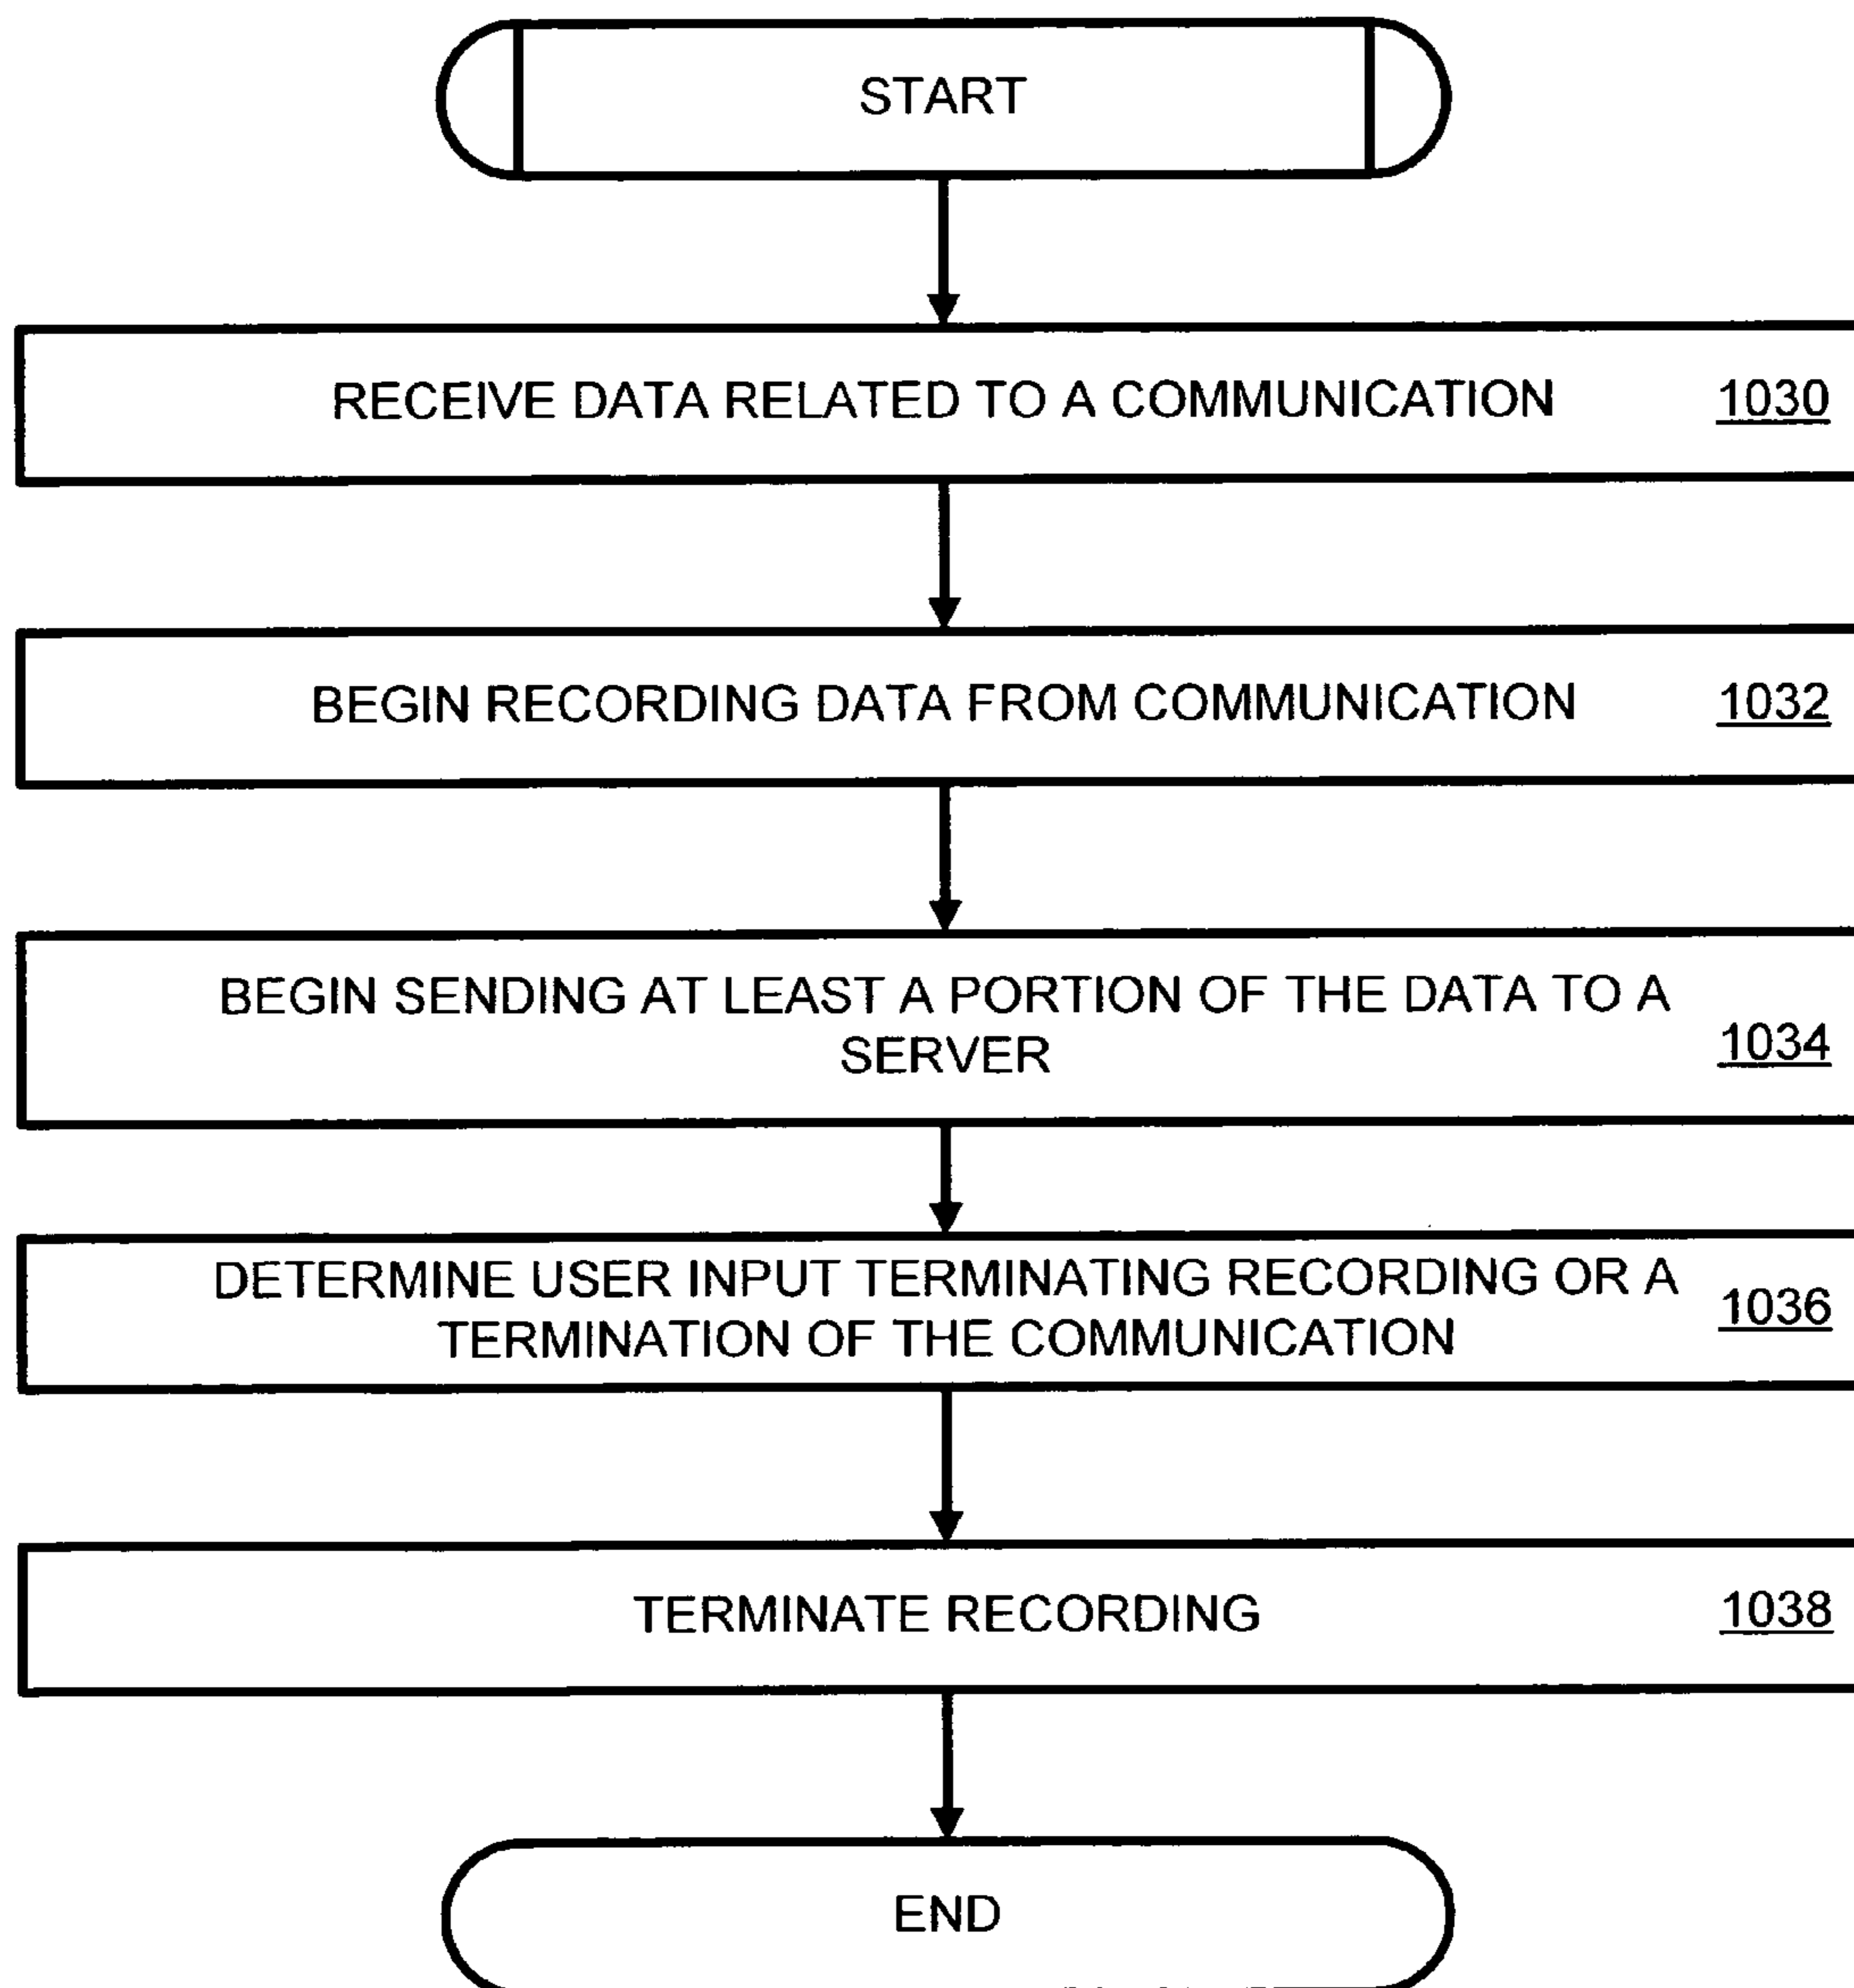 START
RECEIVE DATA RELATED TO A COMMUNICATION 1030
BEGIN RECORDING DATA FROM COMMUNICATION 1032
BEGIN SENDING AT LEAST A PORTION OF THE DATA TO A
SERVER 1034
DETERMINE USER INPUT TERMINATING RECORDING OR A 1036
TERMINATION OF THE COMMUNICATION
TERMINATE RECORDING 1038
END